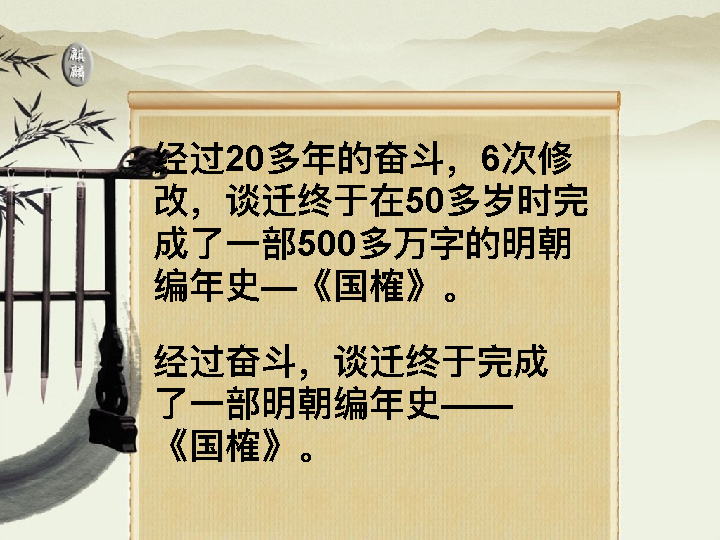 麒
麟
经过20多年的奋斗，6次修
改，谈迁终于在50多岁时完
成了一部500多万字的明朝
编年史—《国榷》。
经过奋斗，谈迁终于完成
了一部明朝编年史——
《国榷》。